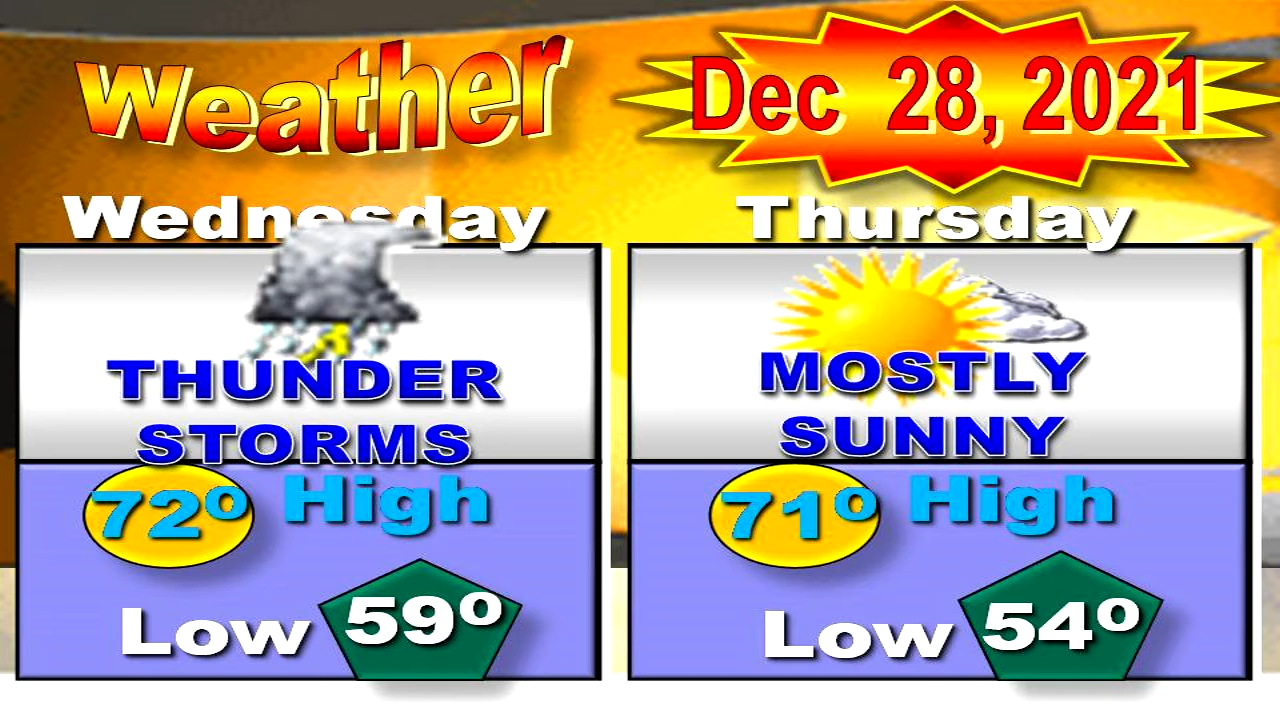 Weather
Dec 28, 2021
Wednesday
THUNDER
STORMS
72º High
Low 59º
Thursday
MOSTLY
SUNNY
71º High
Low 54º